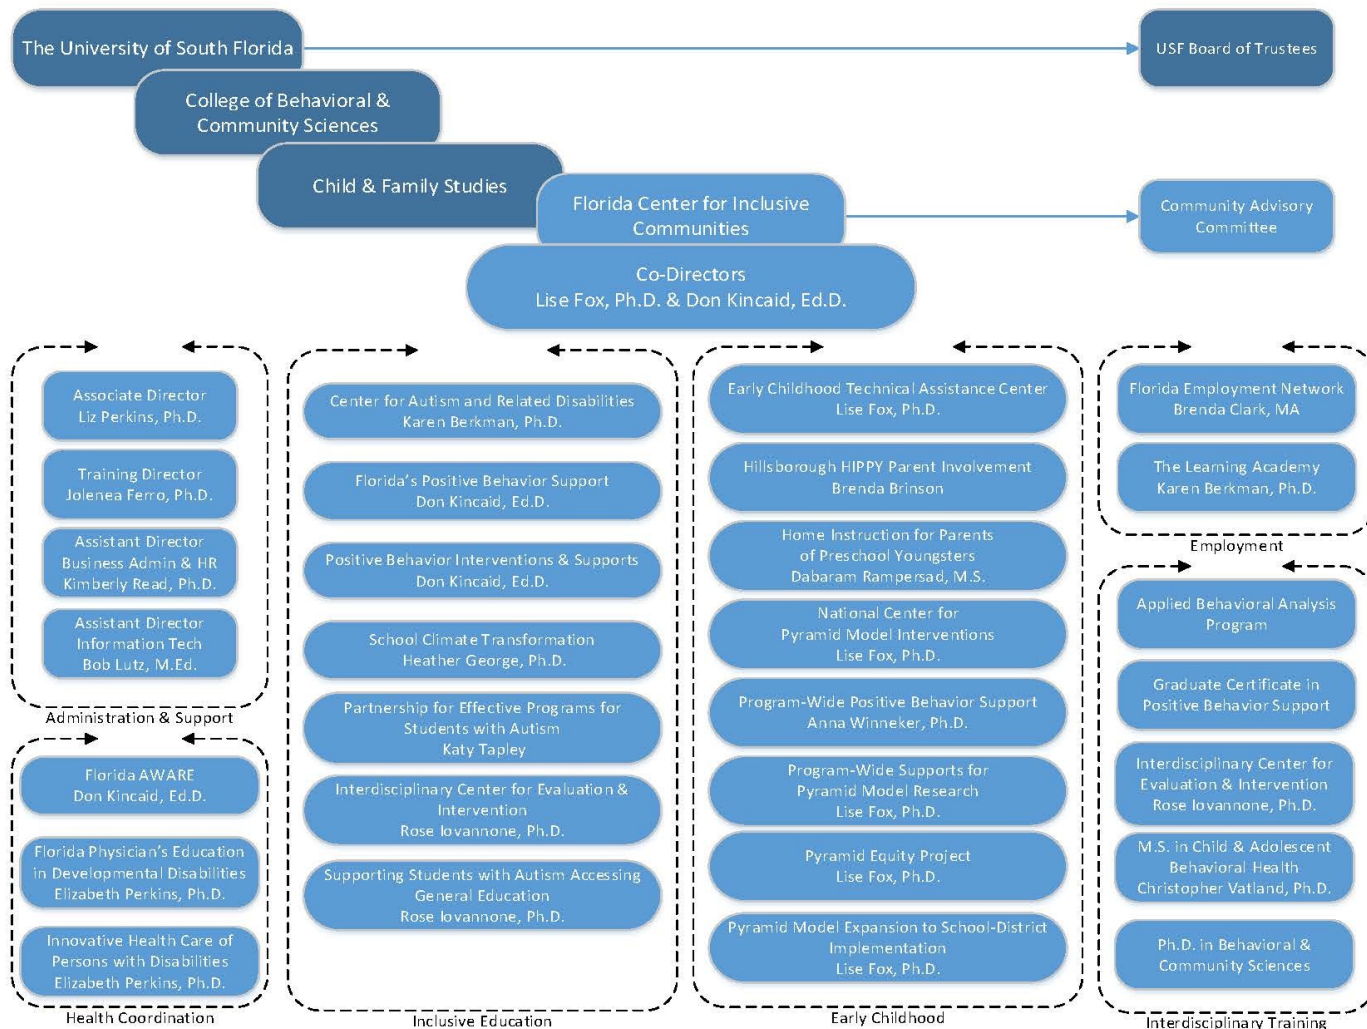 The University of South Florida
USF Board of Trustees
College of Behavioral &
Community Sciences
Child & Family Studies
Florida Center for Inclusive
Communities
Community Advisory
Committee
Co-Directors
Lise Fox, Ph.D. & Don Kincaid, Ed.D.
Associate Director
Liz Perkins, Ph.D.
Training Director
Jolenea Ferro, Ph.D.
Assistant Director
Business Admin & HR
Kimberly Read, Ph.D.
Assistant Director
Information Tech
Bob Lutz, M.Ed.
Administration & Support
Florida AWARE
Don Kincaid, Ed.D.
Florida Physician's Education
in Developmental Disabilities
Elizabeth Perkins, Ph.D.
Innovative Health Care of
Persons with Disabilities
Elizabeth Perkins, Ph.D.
Health Coordination
Center for Autism and Related Disabilities
Karen Berkman, Ph.D.
Florida's Positive Behavior Support
Don Kincaid, Ed.D.
Positive Behavior Interventions & Supports
Don Kincaid, Ed.D.
School Climate Transformation
Heather George, Ph.D.
Partnership for Effective Programs for
Students with Autism
Katy Tapley
Interdisciplinary Center for Evaluation &
Intervention
Rose Iovannone, Ph.D.
Supporting Students with Autism Accessing
General Education
Rose Iovannone, Ph.D.
Inclusive Education
Early Childhood Technical Assistance Center
Lise Fox, Ph.D.
Hillsborough HIPPY Parent Involvement
Brenda Brinson
Home Instruction for Parents
of Preschool Youngsters
Dabaram Rampersad, M.S.
National Center for
Pyramid Model Interventions
Lise Fox, Ph.D.
Program-Wide Positive Behavior Support
Anna Winneker, Ph.D.
Program-Wide Supports for
Pyramid Model Research
Lise Fox, Ph.D.
Pyramid Equity Project
Lise Fox, Ph.D.
Pyramid Model Expansion to School-District
Implementation
Lise Fox, Ph.D.
Early Childhood
Florida Employment Network
Brenda Clark, MA
The Learning Academy
Karen Berkman, Ph.D.
Employment
Applied Behavioral Analysis
Program
Graduate Certificate in
Positive Behavior Support
Interdisciplinary Center for
Evaluation & Intervention
Rose Iovannone, Ph.D.
M.S. in Child & Adolescent
Behavioral Health
Christopher Vatland, Ph.D.
Ph.D. in Behavioral &
Community Sciences
Interdisciplinary Training